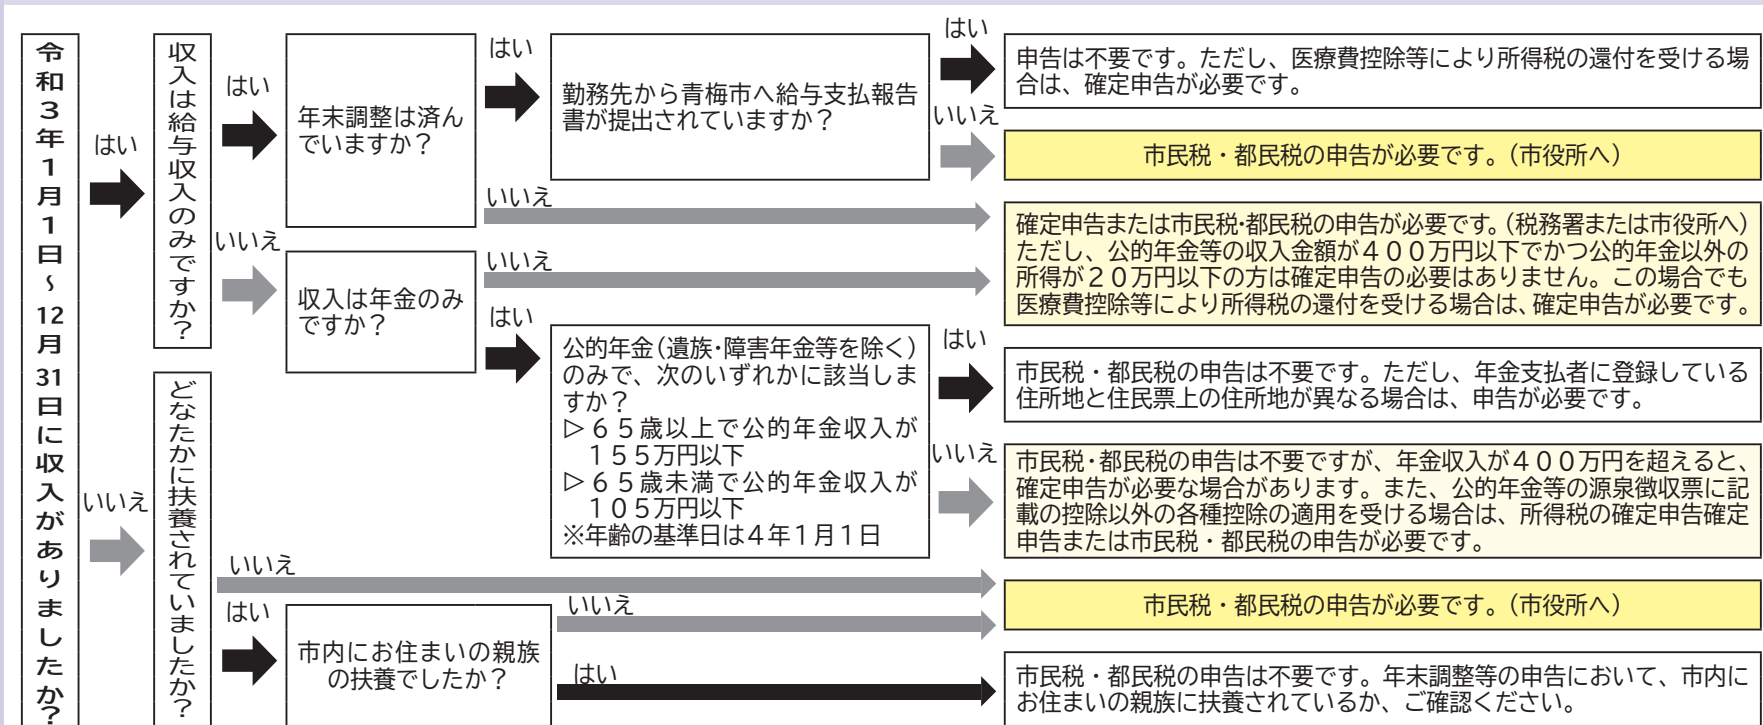 令和3年1月1日～12月31日に収入がありましたか？
はい
いいえ
収入は給与収入のみですか？
はい
いいえ
年末調整は済ん
でいますか？
はい
いいえ
勤務先から青梅市へ給与支払報告
書が提出されていますか？
はい
いいえ
申告は不要です。ただし、医療費控除等により所得税の還付を受ける場
合は、確定申告が必要です。
市民税・都民税の申告が必要です。（市役所へ）
収入は年金のみ
ですか？
いいえ
はい
確定申告または市民税・都民税の申告が必要です。（税務署または市役所へ）
ただし、公的年金等の収入金額が４００万円以下でかつ公的年金以外の
所得が２０万円以下の方は確定申告の必要はありません。この場合でも
医療費控除等により所得税の還付を受ける場合は、確定申告が必要です。
公的年金（遺族・障害年金等を除く）
のみで、次のいずれかに該当しま
すか？
▷６５歳以上で公的年金収入が
１５５万円以下
▷６５歳未満で公的年金収入が
１０５万円以下
※年齢の基準日は４年１月１日
はい
いいえ
市民税・都民税の申告は不要です。ただし、年金支払者に登録している
住所地と住民票上の住所地が異なる場合は、申告が必要です。
市民税・都民税の申告は不要ですが、年金収入が４００万円を超えると、
確定申告が必要な場合があります。また、公的年金等の源泉徴収票に記
載の控除以外の各種控除の適用を受ける場合は、所得税の確定申告確定
申告または市民税・都民税の申告が必要です。
どなたかに扶養されていましたか？
いいえ
はい
市内にお住まいの親族
の扶養でしたか？
いいえ
はい
市民税・都民税の申告が必要です。（市役所へ）
市民税・都民税の申告は不要です。年末調整等の申告において、市内に
お住まいの親族に扶養されているか、ご確認ください。